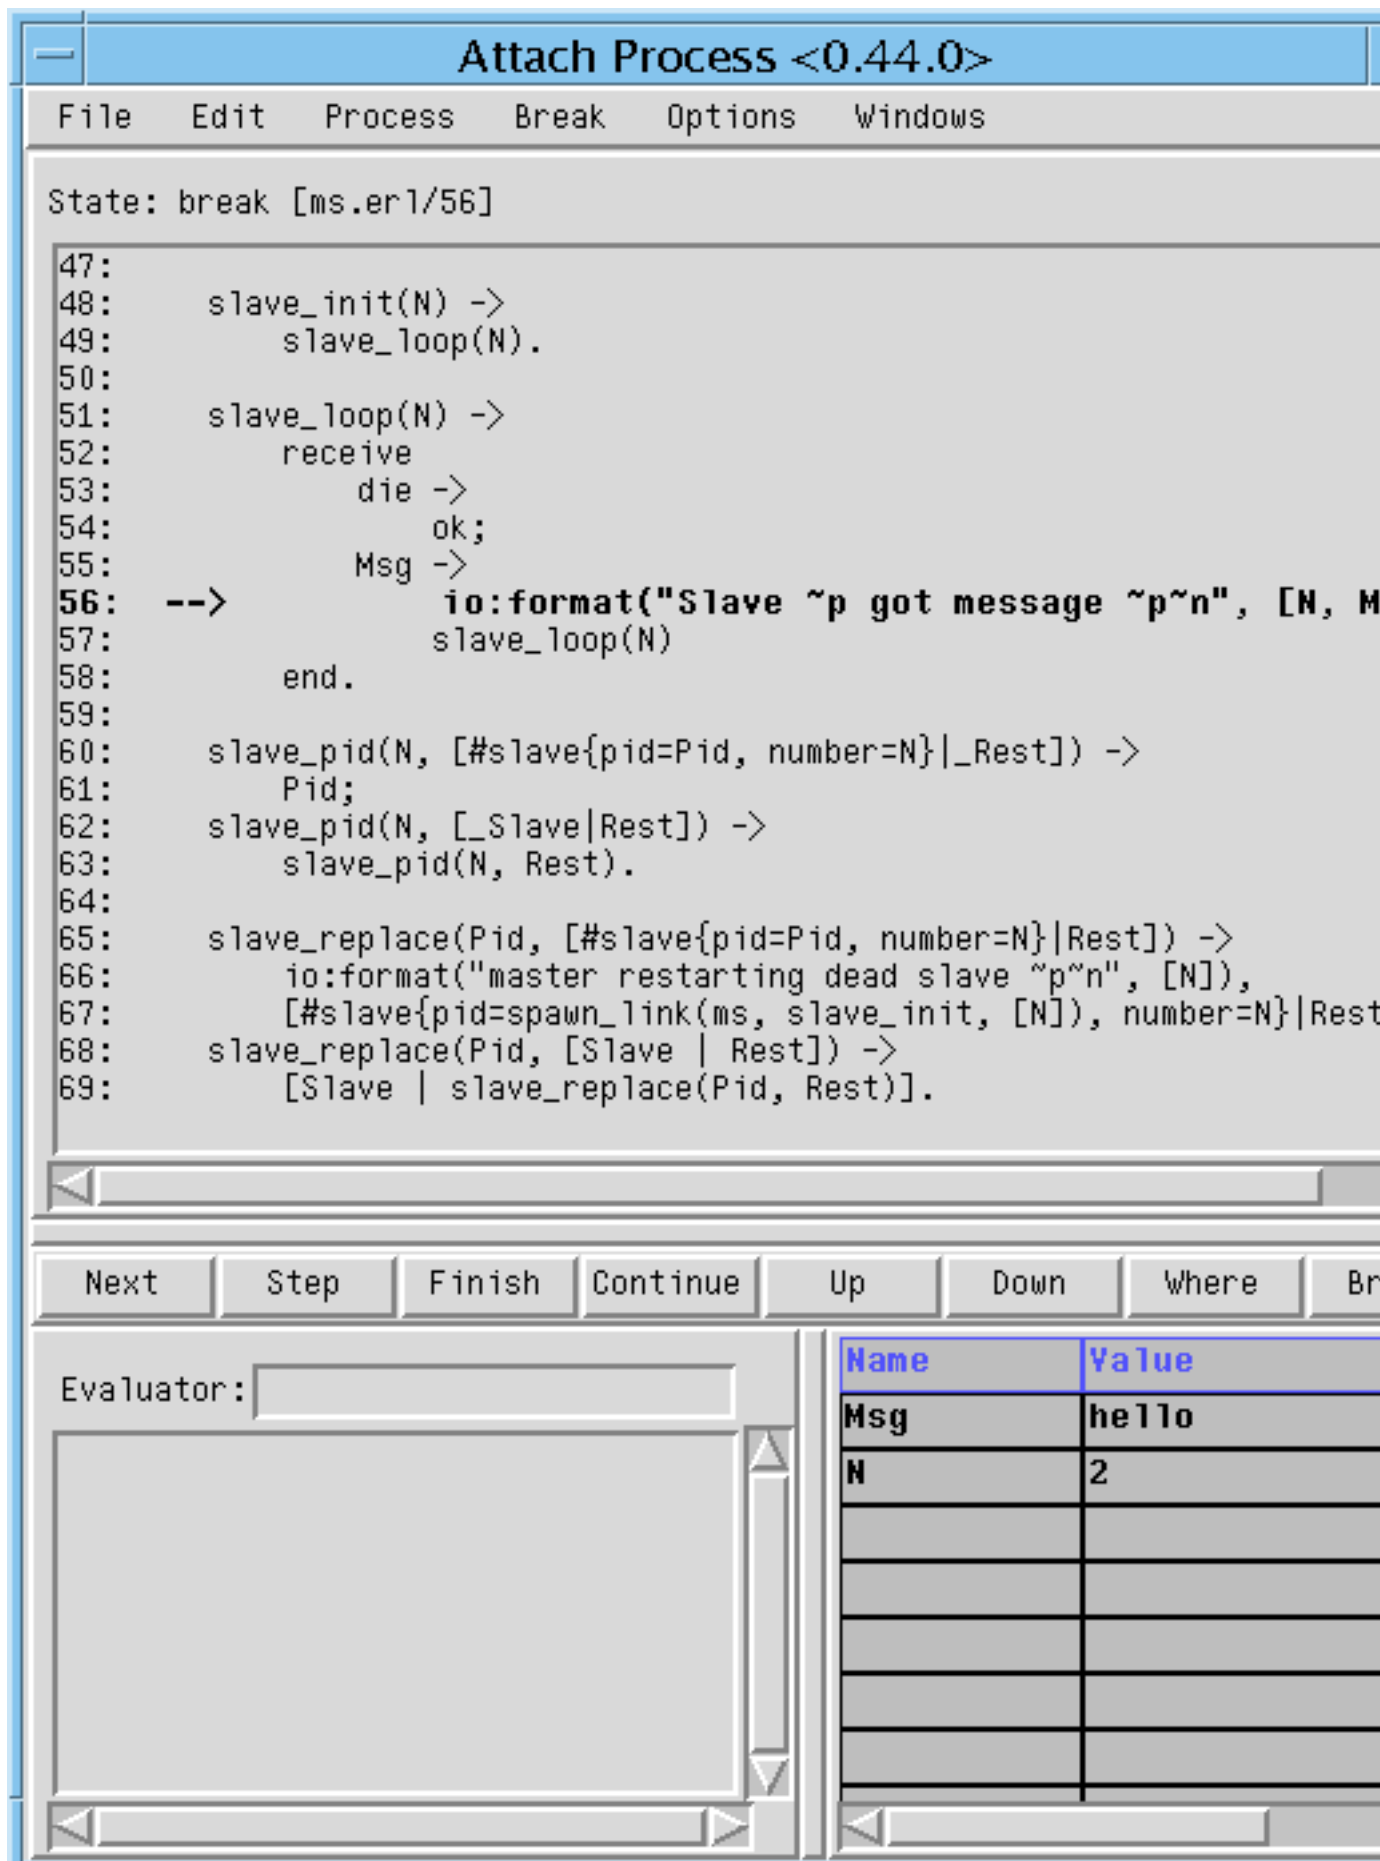 Attach Process <0.44.0>
File Edit Process Break Options Windows
State: break [ms.erl/56]
47:
48: slave_init(N) ->
49: slave_loop(N).
50:
51: slave_loop(N) ->
52: receive
53: die ->
54: ok;
55: Msg ->
56: --> io:format("Slave ~p got message ~p~n", [N, M
57: slave_loop(N)
58: end.
59:
60: slave_pid(N, [#slave{pid=Pid, number=N}|_Rest]) ->
61: Pid;
62: slave_pid(N, [_Slave|Rest]) ->
63: slave_pid(N, Rest).
64:
65: slave_replace(Pid, [#slave{pid=Pid, number=N}|Rest]) ->
66: io:format("master restarting dead slave ~p~n", [N]),
67: [#slave{pid=spawn_link(ms, slave_init, [N]), number=N}|Rest
68: slave_replace(Pid, [Slave | Rest]) ->
69: [Slave | slave_replace(Pid, Rest)].
Next Step Finish Continue Up Down Where Br
Evaluator:
Name Value
Msg hello
N 2